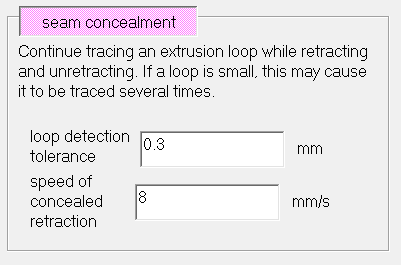 seam concealment
Continue tracing an extrusion loop while retracting
and unretracting. If a loop is small, this may cause
it to be traced several times.
loop detection
tolerance
0.3
mm
speed of
concealed
retraction
8
mm/s